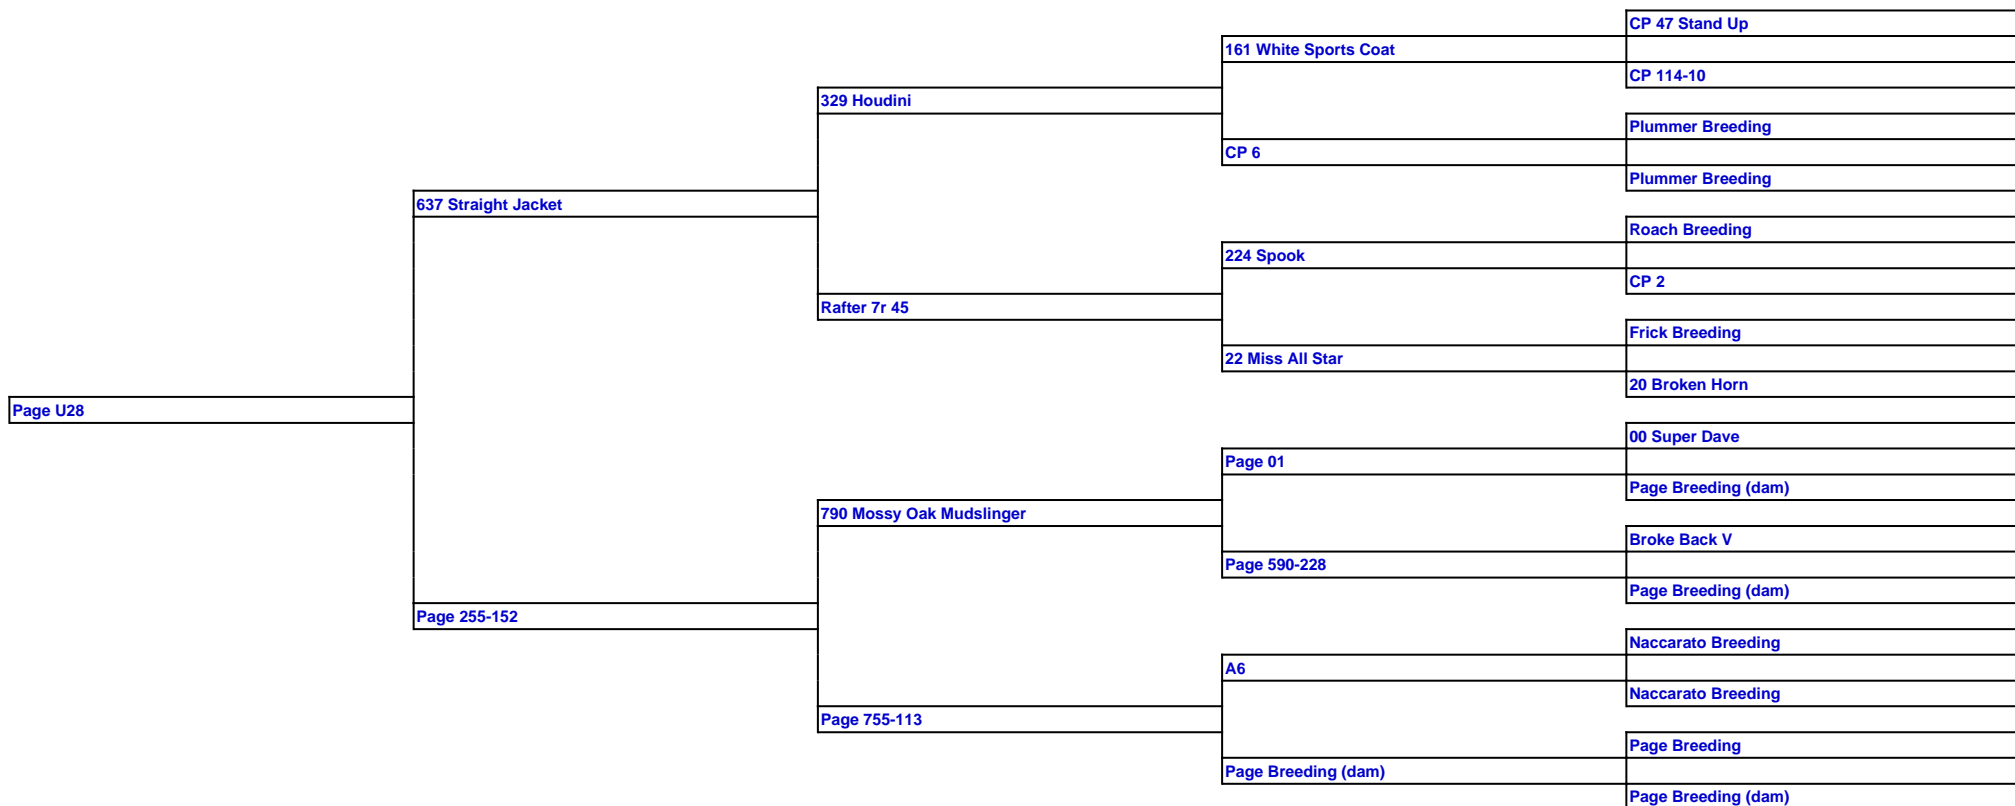 CP 47 Stand Up
161 White Sports Coat
CP 114-10
329 Houdini
Plummer Breeding
CP 6
Plummer Breeding
637 Straight Jacket
Roach Breeding
224 Spook
CP 2
Rafter 7r 45
Frick Breeding
22 Miss All Star
20 Broken Horn
Page U28
00 Super Dave
Page 01
Page Breeding (dam)
790 Mossy Oak Mudslinger
Broke Back V
Page 590-228
Page Breeding (dam)
Page 255-152
Naccarato Breeding
A6
Naccarato Breeding
Page 755-113
Page Breeding
Page Breeding (dam)
Page Breeding (dam)